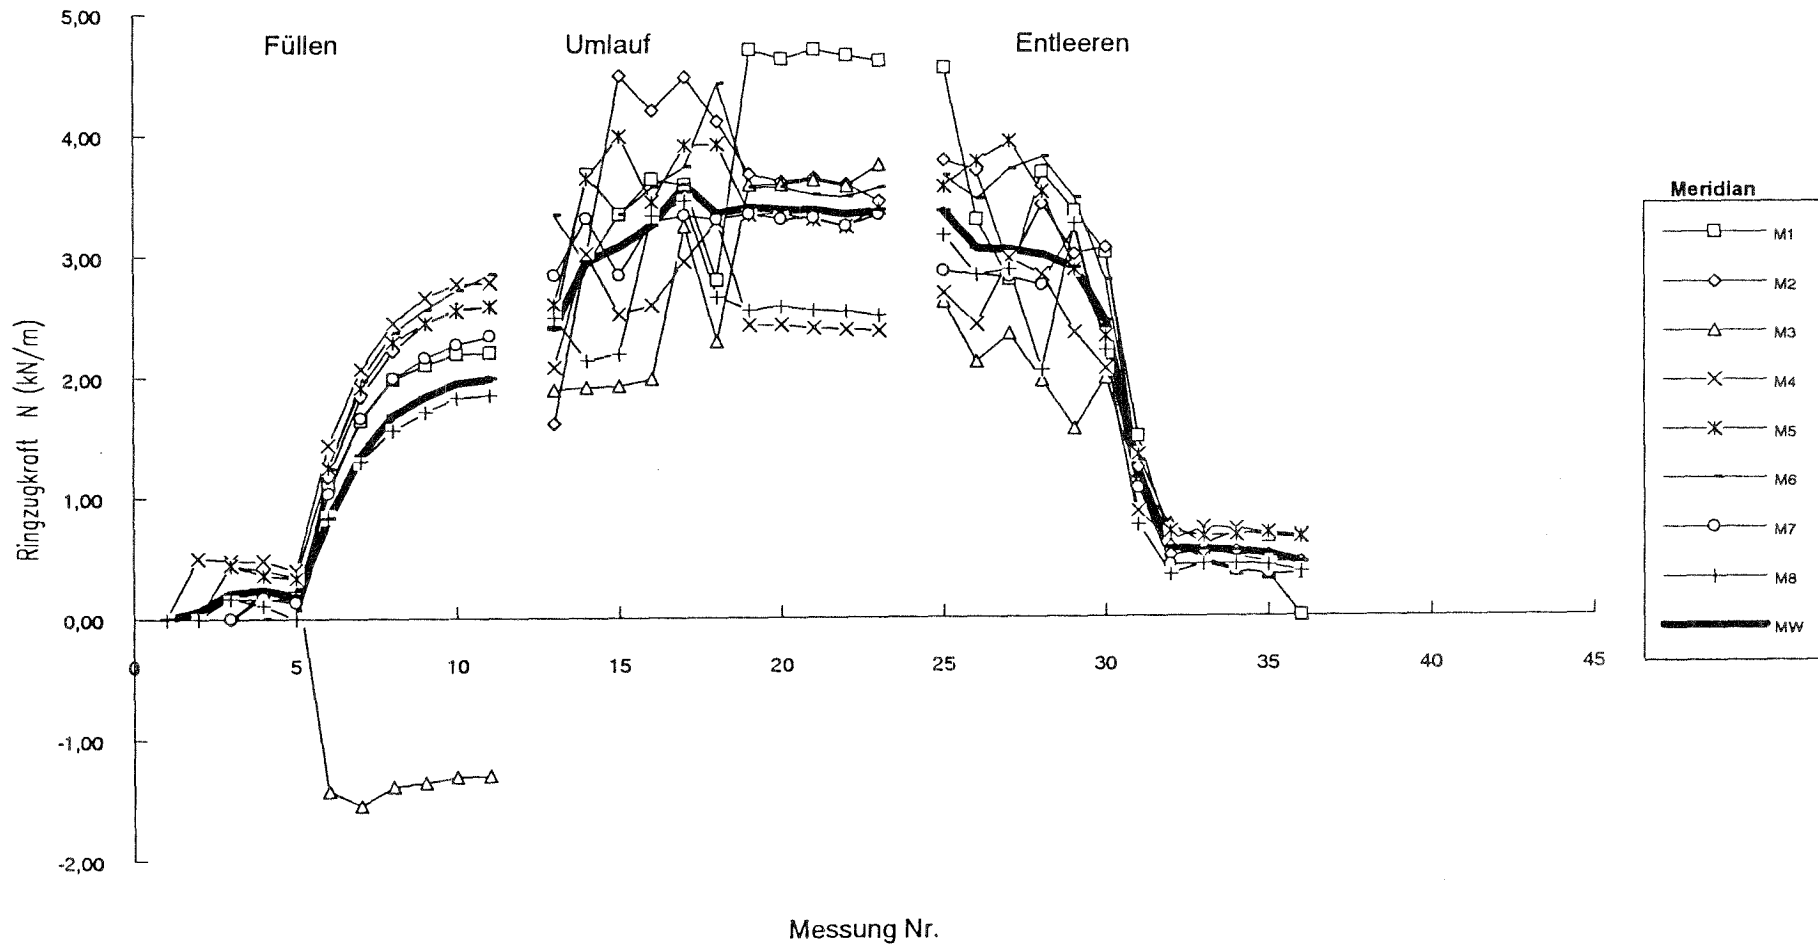 5,00
4,00
3,00
2,00
1,00
0,00
-1,00
-2,00
Ringzugkraft N (kN/m)
Füllen
Umlauf
Entleeren
0 5 10 15 20 25 30 35 40 45
Messung Nr.
Meridian
M1
M2
M3
M4
M5
M6
M7
M8
MW